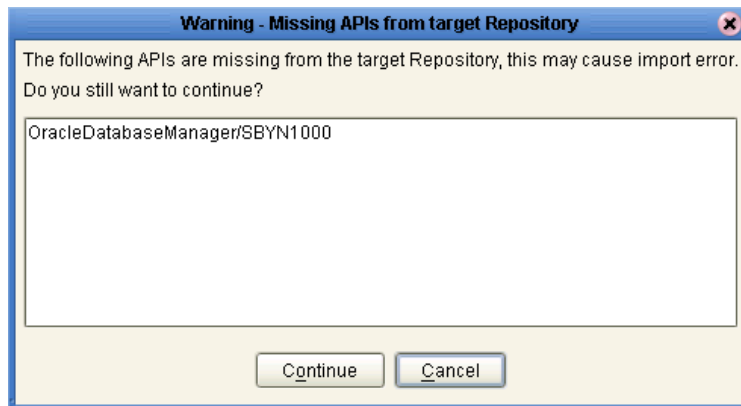 Warning - Missing APIs from target Repository
The following APIs are missing from the target Repository, this may cause import error.
Do you still want to continue?
OracleDatabaseManager/SBYN1000
Continue
Cancel